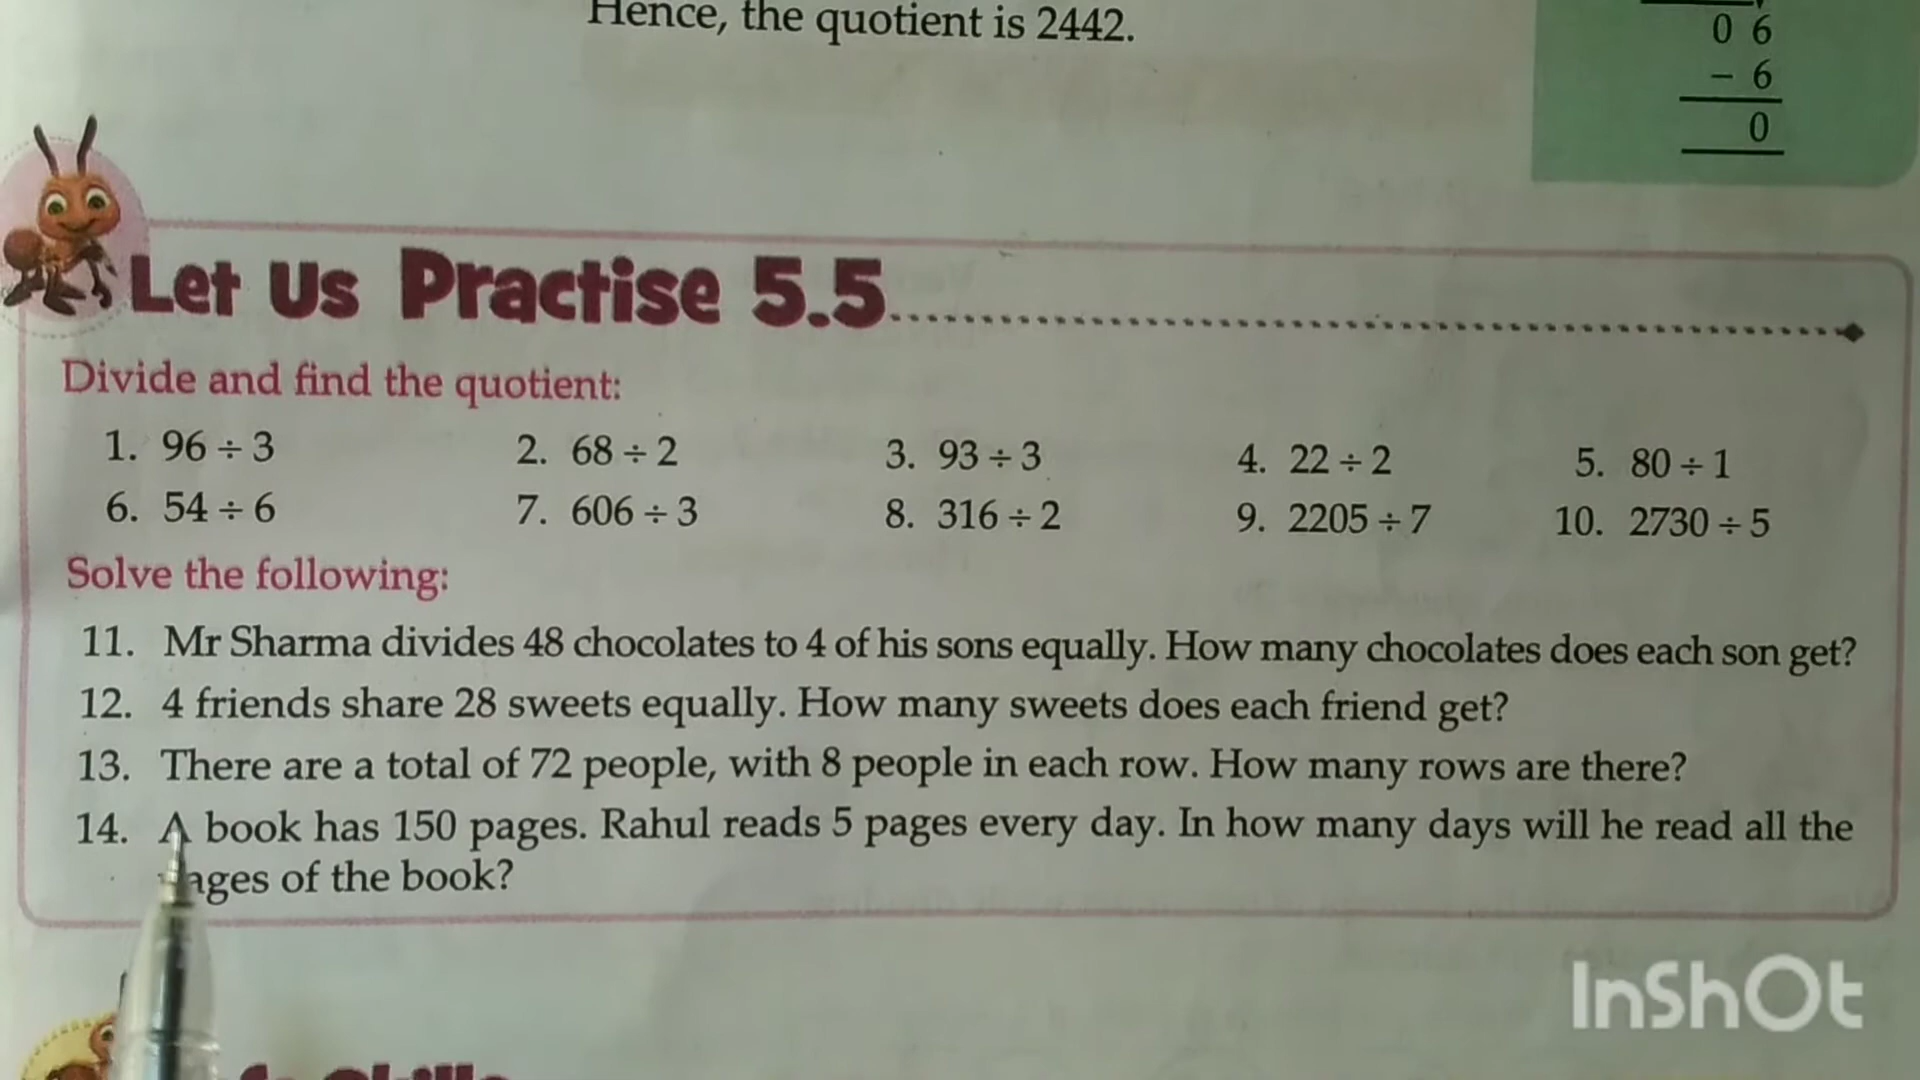 Hence, the quotient is 2442.
0 6
– 6
0
Let Us Practise 5.5
Divide and find the quotient:
1. 96 ÷ 3 2. 68 ÷ 2 3. 93 ÷ 3 4. 22 ÷ 2 5. 80 ÷ 1
6. 54 ÷ 6 7. 606 ÷ 3 8. 316 ÷ 2 9. 2205 ÷ 7 10. 2730 ÷ 5
Solve the following:
11. Mr Sharma divides 48 chocolates to 4 of his sons equally. How many chocolates does each son get?
12. 4 friends share 28 sweets equally. How many sweets does each friend get?
13. There are a total of 72 people, with 8 people in each row. How many rows are there?
14. A book has 150 pages. Rahul reads 5 pages every day. In how many days will he read all the
pages of the book?
InShOt